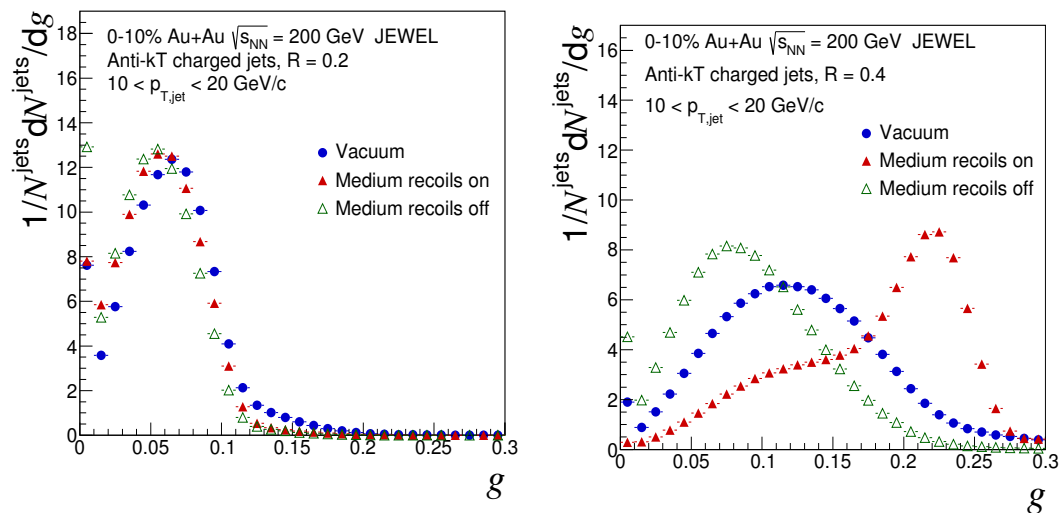 0-10% Au+Au √sNN = 200 GeV JEWEL
Anti-kT charged jets, R = 0.2
10 < pT,jet < 20 GeV/c
Vacuum
Medium recoils on
Medium recoils off
1/Njets dNjets/dg
18
16
14
12
10
8
6
4
2
0
0 0.05 0.1 0.15 0.2 0.25 0.3
g
0-10% Au+Au √sNN = 200 GeV JEWEL
Anti-kT charged jets, R = 0.4
10 < pT,jet < 20 GeV/c
Vacuum
Medium recoils on
Medium recoils off
1/Njets dNjets/dg
16
14
12
10
8
6
4
2
0
0 0.05 0.1 0.15 0.2 0.25 0.3
g